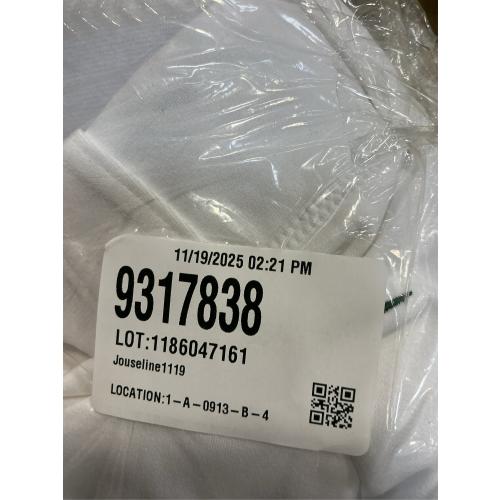 11/19/2025 02:21 PM
9317838
LOT:1186047161
Jouseline1119
LOCATION:1-A-0913-B-4